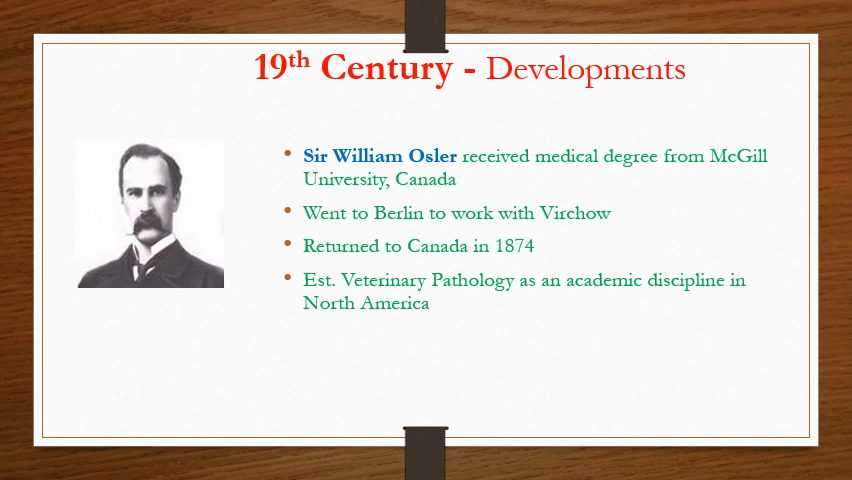 19th Century - Developments
• Sir William Osler received medical degree from McGill
University, Canada
• Went to Berlin to work with Virchow
• Returned to Canada in 1874
• Est. Veterinary Pathology as an academic discipline in
North America